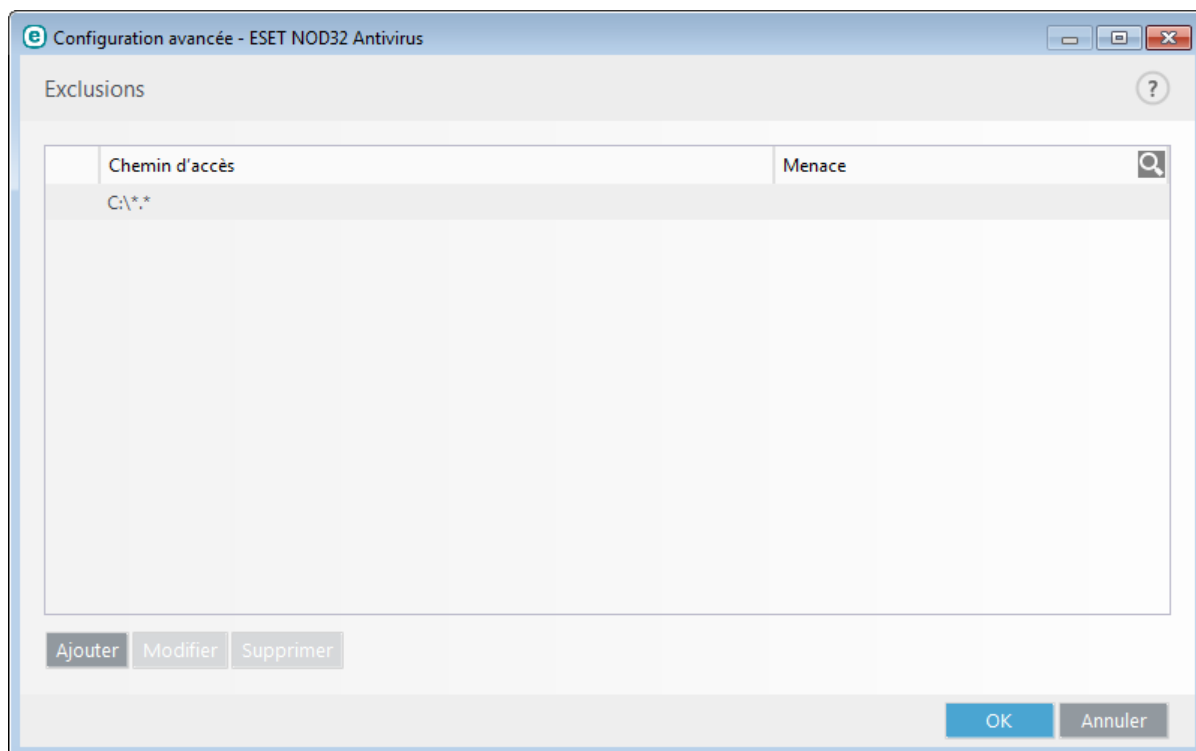 e Configuration avancée - ESET NOD32 Antivirus
Exclusions
?
Chemin d'accès Menace
C:\*.*
Ajouter Modifier Supprimer
OK Annuler